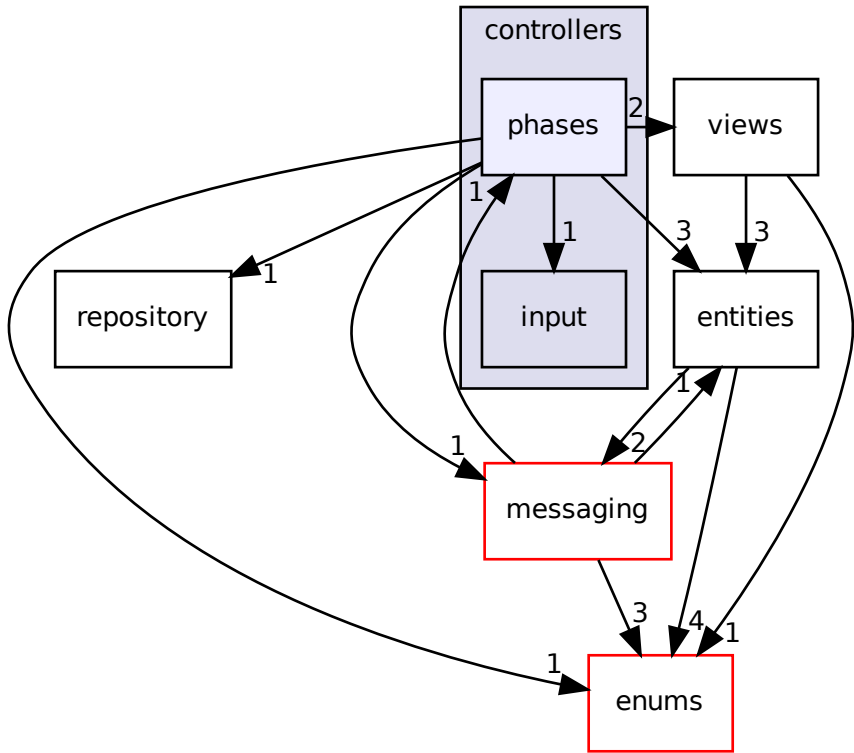 controllers
phases
2
views
1
1
3
3
1
repository
input
entities
1
1
2
messaging
3
4
1
1
enums